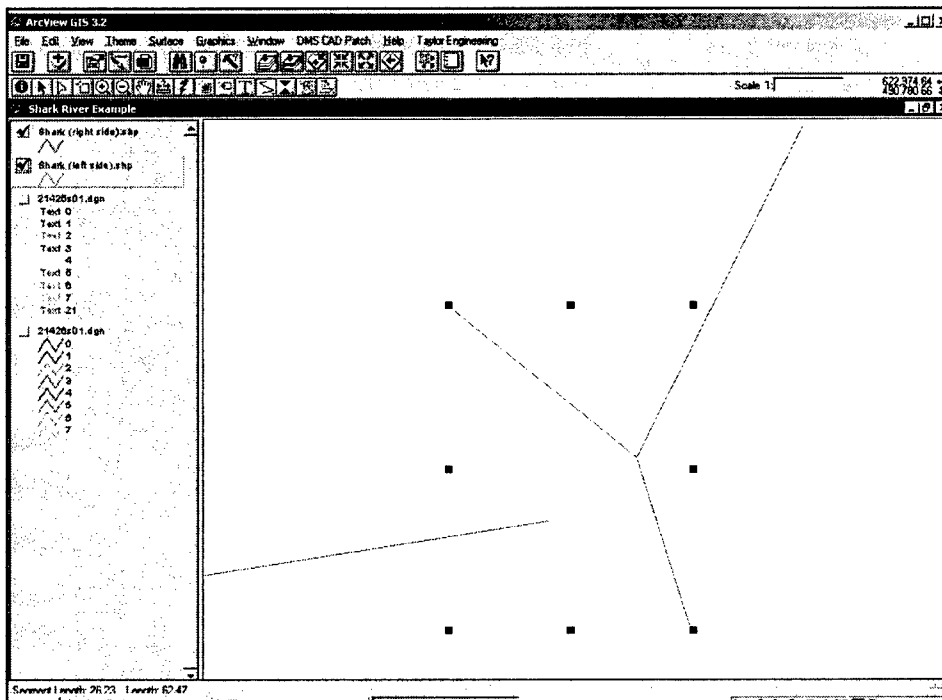 ArcView GIS 3.2
File Edit View Theme Surface Graphics Window DMS CAD Patch Help Taylor Engineering
Scale 1:
622,374.64
490,780.66
Shark River Example
Shark (right side).shp
Shark (left side).shp
21426s01.dgn
Text 0
Text 1
Text 2
Text 3
4
Text 5
Text 6
Text 7
Text 21
21426s01.dgn
0
1
2
3
4
5
6
7
Segment Length: 26.23 Length: 62.47